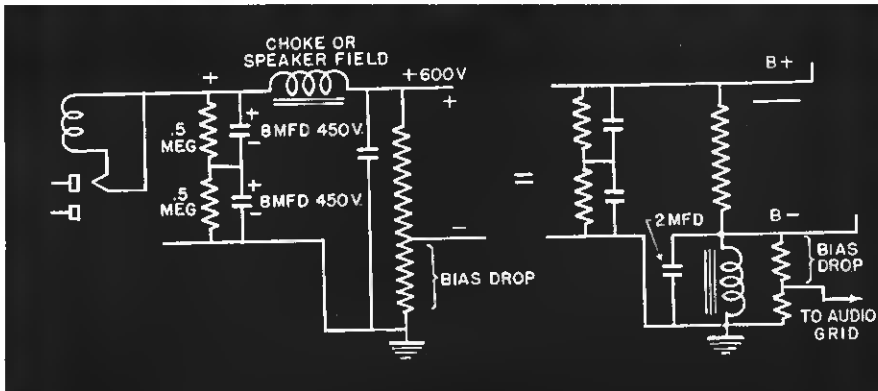 CHOKE OR
SPEAKER FIELD
+
+600V
+
.5
MEG
+
8MFD 450V.
-
.5
MEG
+
8MFD 450V.
-
-
BIAS DROP
=
B+
2MFD
B-
BIAS
DROP
TO AUDIO
GRID